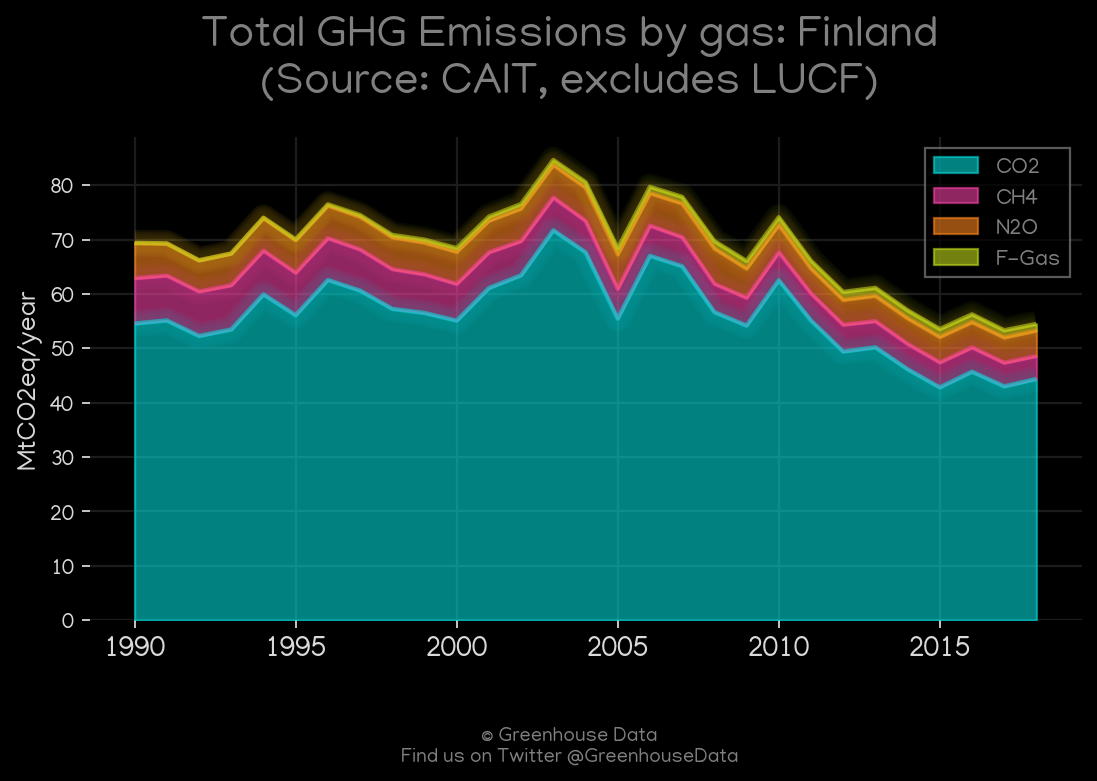 Total GHG Emissions by gas: Finland
(Source: CAIT, excludes LUCF)
CO2
CH4
N2O
F-Gas
MtCO2eq/year
80
70
60
50
40
30
20
10
0
1990 1995 2000 2005 2010 2015
© Greenhouse Data
Find us on Twitter @GreenhouseData